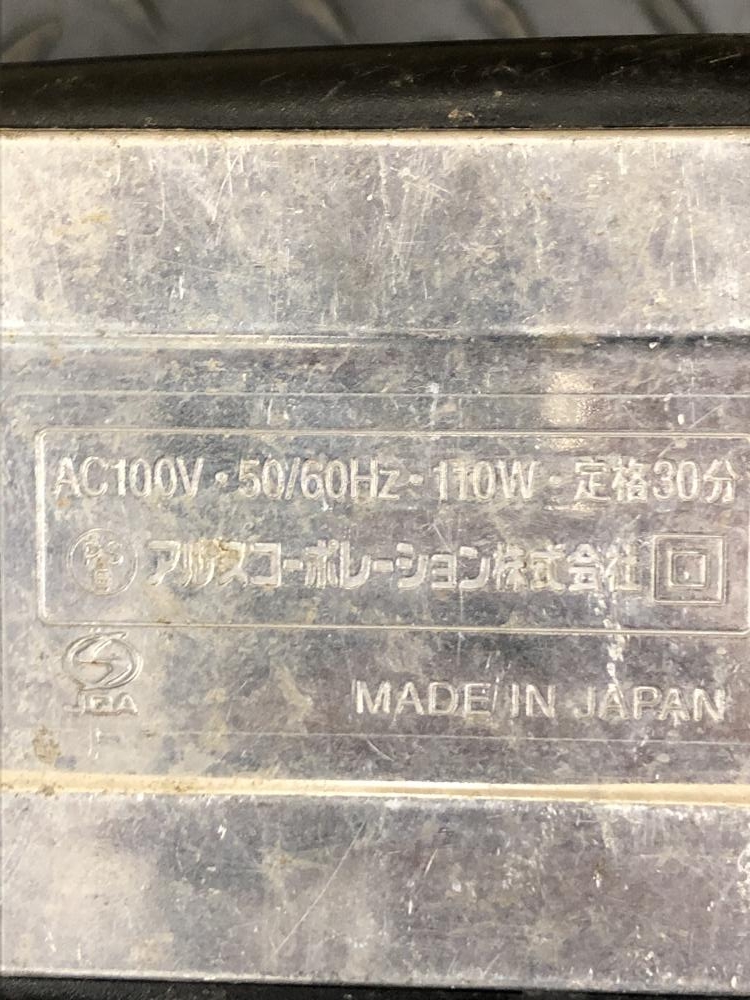 AC100V・50/60Hz・110W・定格30分
PSE アルスコーポレーション株式会社
JQA
MADE IN JAPAN